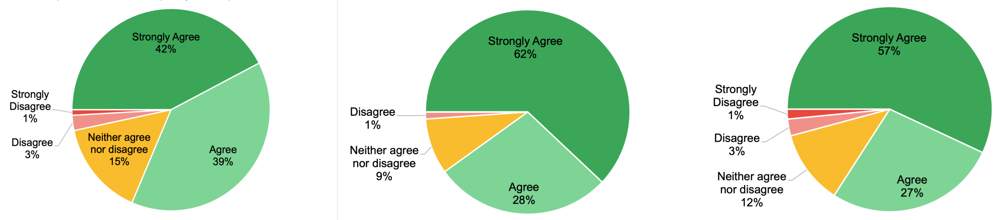 Strongly Agree
42%
Strongly
Disagree
1%
Disagree
3%
Neither agree
nor disagree
15%
Agree
39%
Strongly Agree
62%
Disagree
1%
Neither agree
nor disagree
9%
Agree
28%
Strongly Agree
57%
Strongly
Disagree
1%
Disagree
3%
Neither agree
nor disagree
12%
Agree
27%